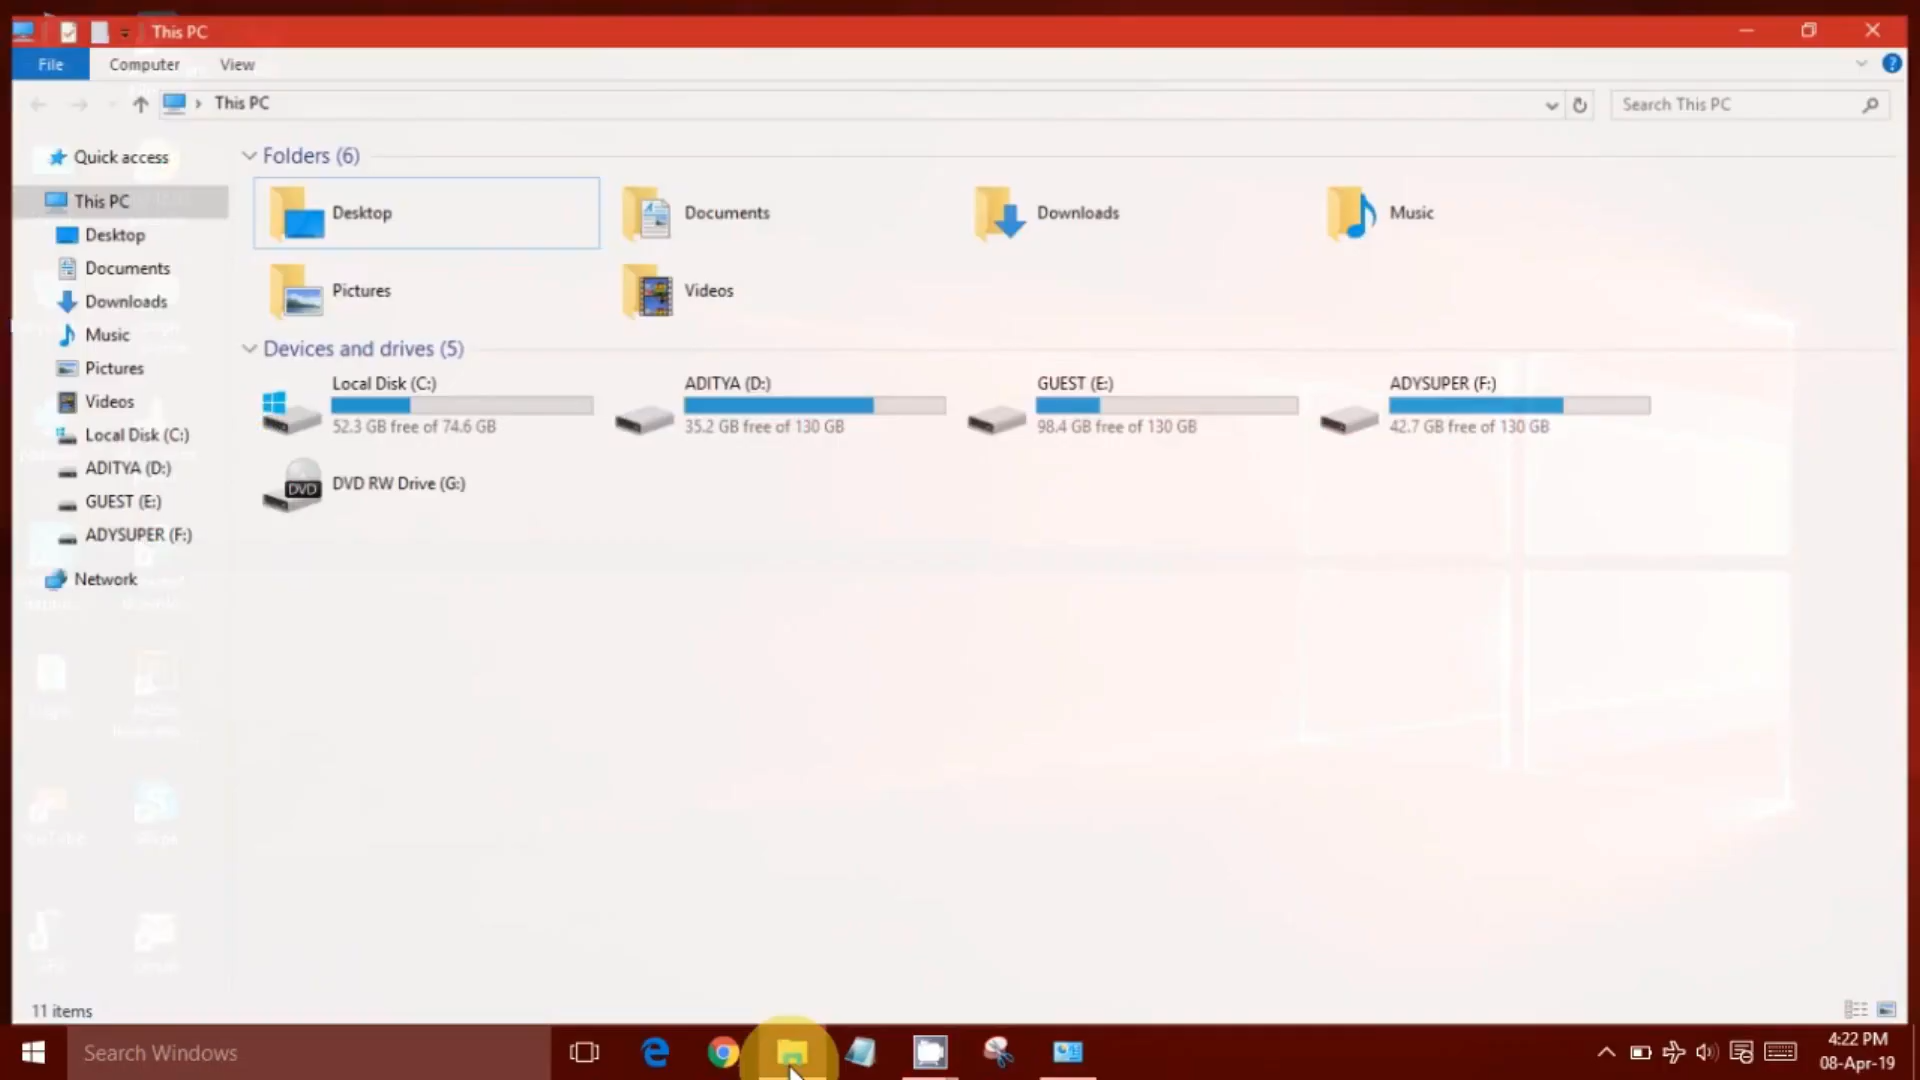 This PC
File Computer View
This PC
Search This PC
Quick access
This PC
Desktop
Documents
Downloads
Music
Pictures
Videos
Local Disk (C:)
ADITYA (D:)
GUEST (E:)
ADYSUPER (F:)
Network
Folders (6)
Desktop
Documents
Downloads
Music
Pictures
Videos
Devices and drives (5)
Local Disk (C:)
52.3 GB free of 74.6 GB
ADITYA (D:)
35.2 GB free of 130 GB
GUEST (E:)
98.4 GB free of 130 GB
ADYSUPER (F:)
42.7 GB free of 130 GB
DVD
DVD RW Drive (G:)
11 items
Search Windows
4:22 PM
08-Apr-19